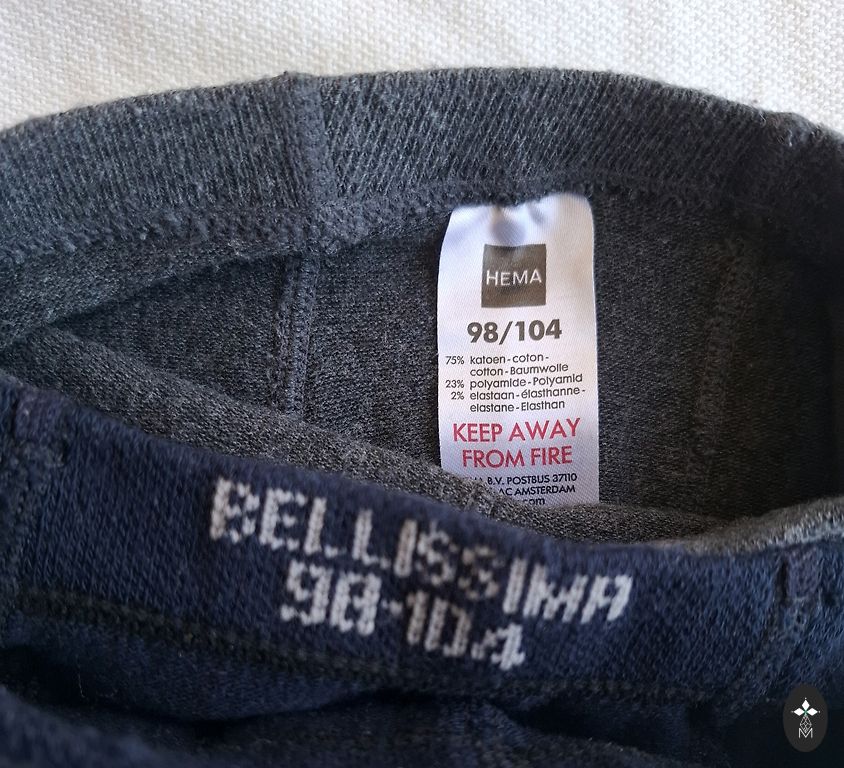 HEMA
98/104
75% katoen-coton-
cotton-Baumwolle
23% polyamide-Polyamid
2% elastaan-élasthanne-
elastane-Elasthan
KEEP AWAY
FROM FIRE
B.V. POSTBUS 37110
AMSTERDAM
BELLISSIMA
98-104
M